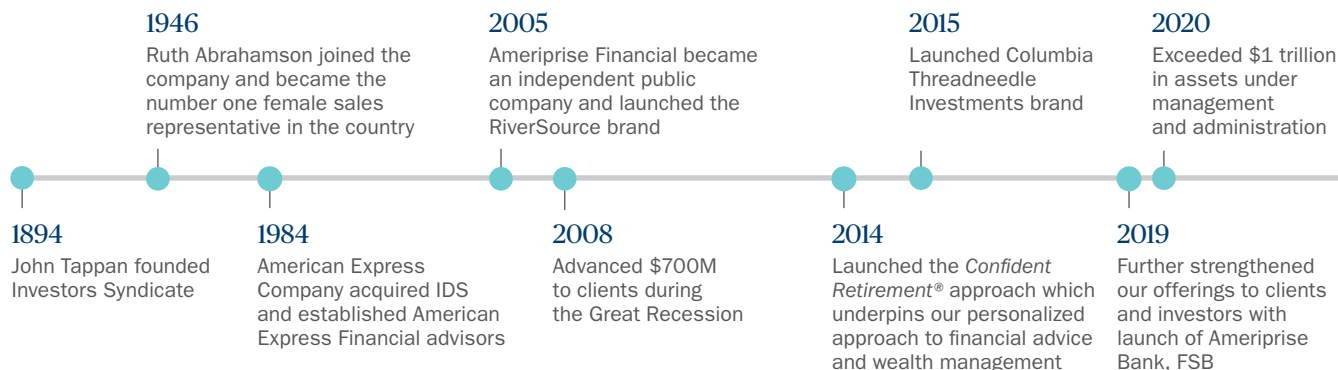 1946
Ruth Abrahamson joined the
company and became the
number one female sales
representative in the country
2005
Ameriprise Financial became
an independent public
company and launched the
RiverSource brand
2015
Launched Columbia
Threadneedle
Investments brand
2020
Exceeded $1 trillion
in assets under
management
and administration
1894
John Tappan founded
Investors Syndicate
1984
American Express
Company acquired IDS
and established American
Express Financial advisors
2008
Advanced $700M
to clients during
the Great Recession
2014
Launched the Confident
Retirement® approach which
underpins our personalized
approach to financial advice
and wealth management
2019
Further strengthened
our offerings to clients
and investors with
launch of Ameriprise
Bank, FSB